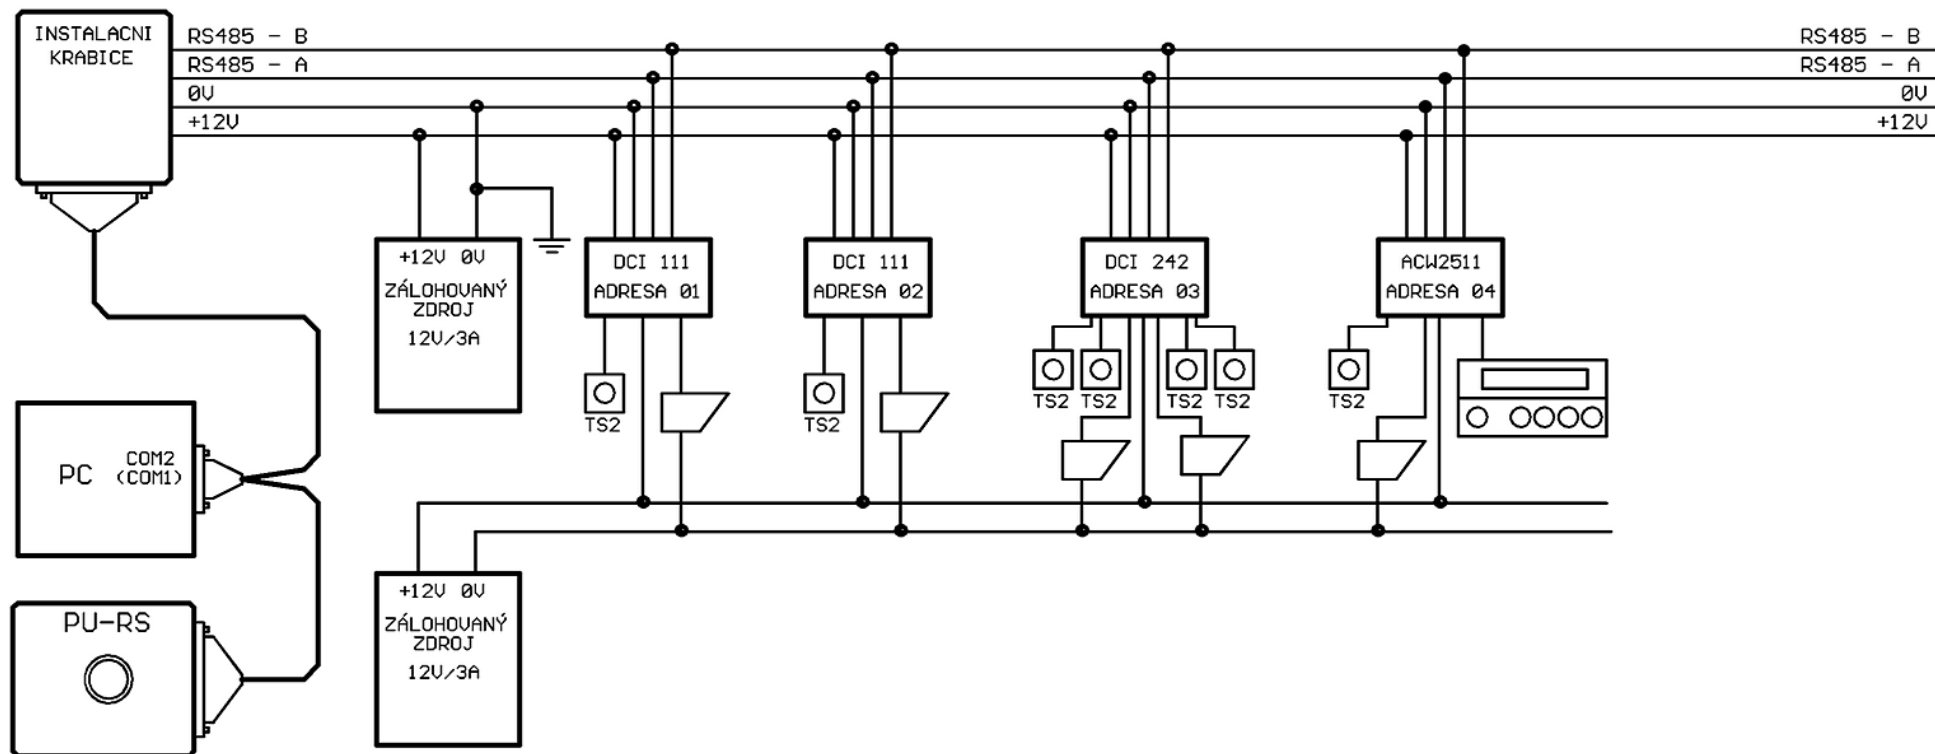 INSTALACNI
KRABICE
RS485 - B
RS485 - A
0V
+12V
RS485 - B
RS485 - A
0V
+12V
+12V 0V
ZÁLOHOVANÝ
ZDROJ
12V/3A
DCI 111
ADRESA 01
DCI 111
ADRESA 02
DCI 242
ADRESA 03
ACW2511
ADRESA 04
TS2
TS2
TS2
TS2
TS2
TS2
TS2
PC
COM2
(COM1)
+12V 0V
ZÁLOHOVANÝ
ZDROJ
12V/3A
PU-RS